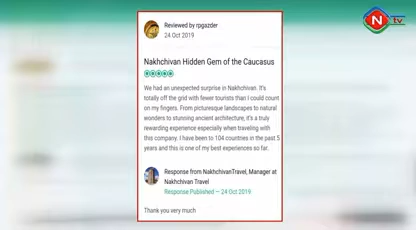 N tv
Reviewed by rpgazder
24 Oct 2019
Nakhchivan Hidden Gem of the Caucasus
We had an unexpected surprise in Nakhchivan. It's
totally off the grid with fewer tourists than I could count
on my fingers. From picturesque landscapes to natural
wonders to stunning ancient architecture, it's a truly
rewarding experience especially when traveling with
this company. I have been to 104 countries in the past 5
years and this is one of my best experiences so far.
Response from NakhchivanTravel, Manager at
Nakhchivan Travel
Response Published – 24 Oct 2019
Thank you very much